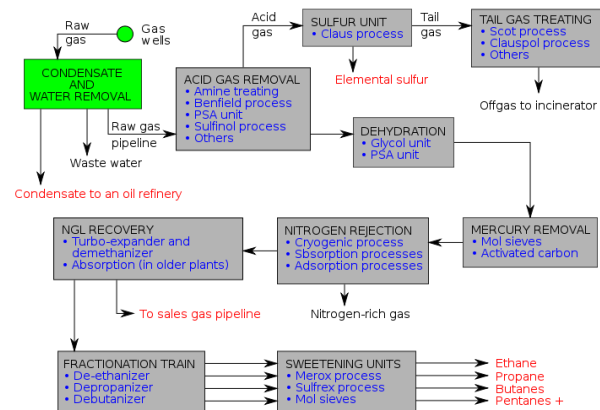 Raw
gas
Gas
wells
CONDENSATE
AND
WATER REMOVAL
Raw gas
pipeline
Waste water
Condensate to an oil refinery
Acid
gas
ACID GAS REMOVAL
• Amine treating
• Benfield process
• PSA unit
• Sulfinol process
• Others
SULFUR UNIT
• Claus process
Elemental sulfur
Tail
gas
TAIL GAS TREATING
• Scot process
• Clauspol process
• Others
Offgas to incinerator
DEHYDRATION
• Glycol unit
• PSA unit
MERCURY REMOVAL
• Mol sieves
• Activated carbon
NITROGEN REJECTION
• Cryogenic process
• Sbsorption processes
• Adsorption processes
Nitrogen-rich gas
NGL RECOVERY
• Turbo-expander and
demethanizer
• Absorption (in older plants)
To sales gas pipeline
FRACTIONATION TRAIN
• De-ethanizer
• Depropanizer
• Debutanizer
SWEETENING UNITS
• Merox process
• Sulfrex process
• Mol sieves
Ethane
Propane
Butanes
Pentanes +